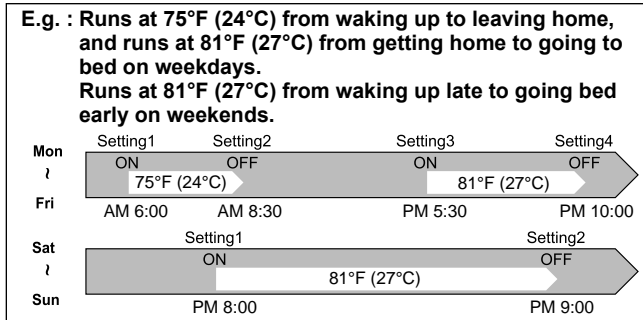 E.g. : Runs at 75°F (24°C) from waking up to leaving home,
and runs at 81°F (27°C) from getting home to going to
bed on weekdays.
Runs at 81°F (27°C) from waking up late to going bed
early on weekends.
Setting1 Setting2 Setting3 Setting4
Mon
ON OFF ON OFF
~
75°F (24°C) 81°F (27°C)
Fri
AM 6:00 AM 8:30 PM 5:30 PM 10:00
Setting1 Setting2
Sat
ON OFF
~
81°F (27°C)
Sun
PM 8:00 PM 9:00